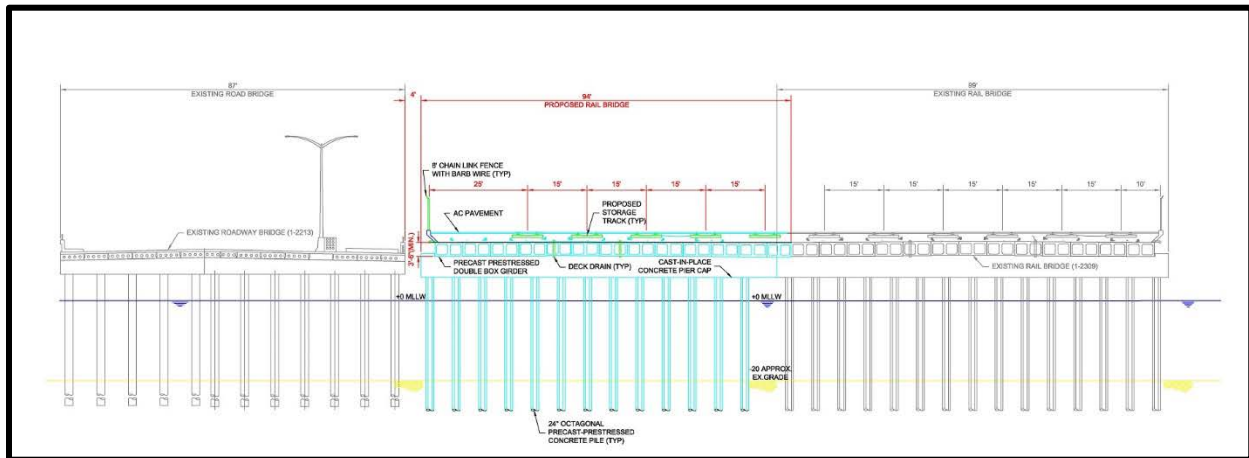 87'
EXISTING ROAD BRIDGE
4'
94'
PROPOSED RAIL BRIDGE
99'
EXISTING RAIL BRIDGE
8' CHAIN LINK FENCE
WITH BARB WIRE (TYP)
25'
15'
15'
15'
15'
15'
15'
15'
15'
15'
10'
AC PAVEMENT
PROPOSED
STORAGE
TRACK (TYP)
EXISTING ROADWAY BRIDGE (1-2213)
3'-6"(MIN.)
PRECAST PRESTRESSED
DOUBLE BOX GIRDER
DECK DRAIN (TYP)
CAST-IN-PLACE
CONCRETE PIER CAP
EXISTING RAIL BRIDGE (1-2309)
+0 MLLW
+0 MLLW
-20 APPROX.
EX.GRADE
24" OCTAGONAL
PRECAST-PRESTRESSED
CONCRETE PILE (TYP)